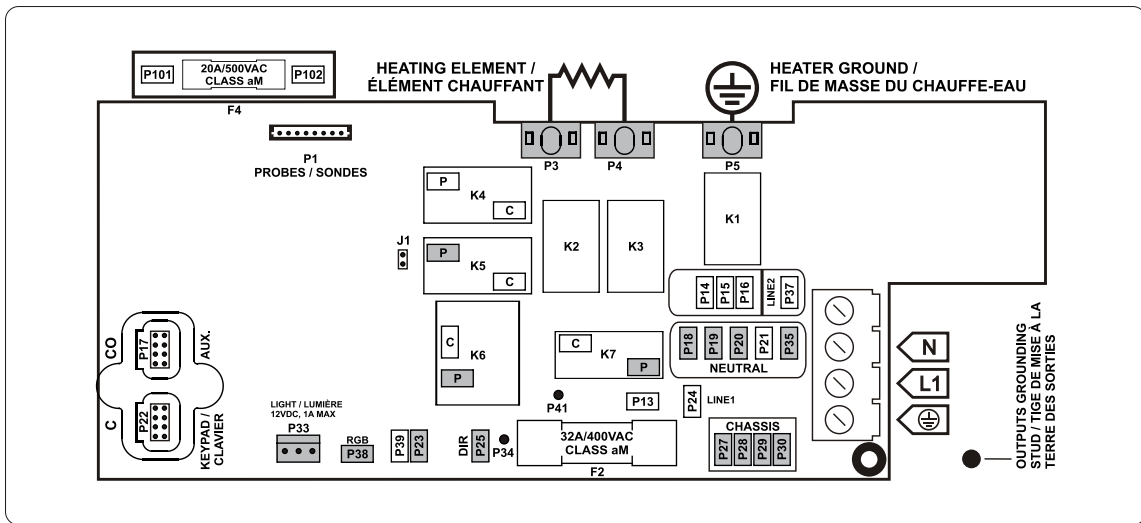 P101
20A/500VAC
CLASS aM
P102
F4
HEATING ELEMENT /
ÉLÉMENT CHAUFFANT
HEATER GROUND /
FIL DE MASSE DU CHAUFFE-EAU
P1
PROBES / SONDES
P3
P4
P5
P
K4
C
K2
K3
K1
J1
P
K5
C
P14
P15
P16
LINE2
P37
C
K6
P
C
K7
P
P18
P19
P20
P21
P35
NEUTRAL
N
L1
CO
P17
AUX.
C
P22
KEYPAD /
CLAVIER
LIGHT / LUMIÈRE
12VDC, 1A MAX
P33
RGB
P38
P39
P23
DIR
P25
P34
P41
P13
P24
LINE1
32A/400VAC
CLASS aM
F2
CHASSIS
P27
P28
P29
P30
OUTPUTS GROUNDING
STUD / TIGE DE MISE À LA
TERRE DES SORTIES